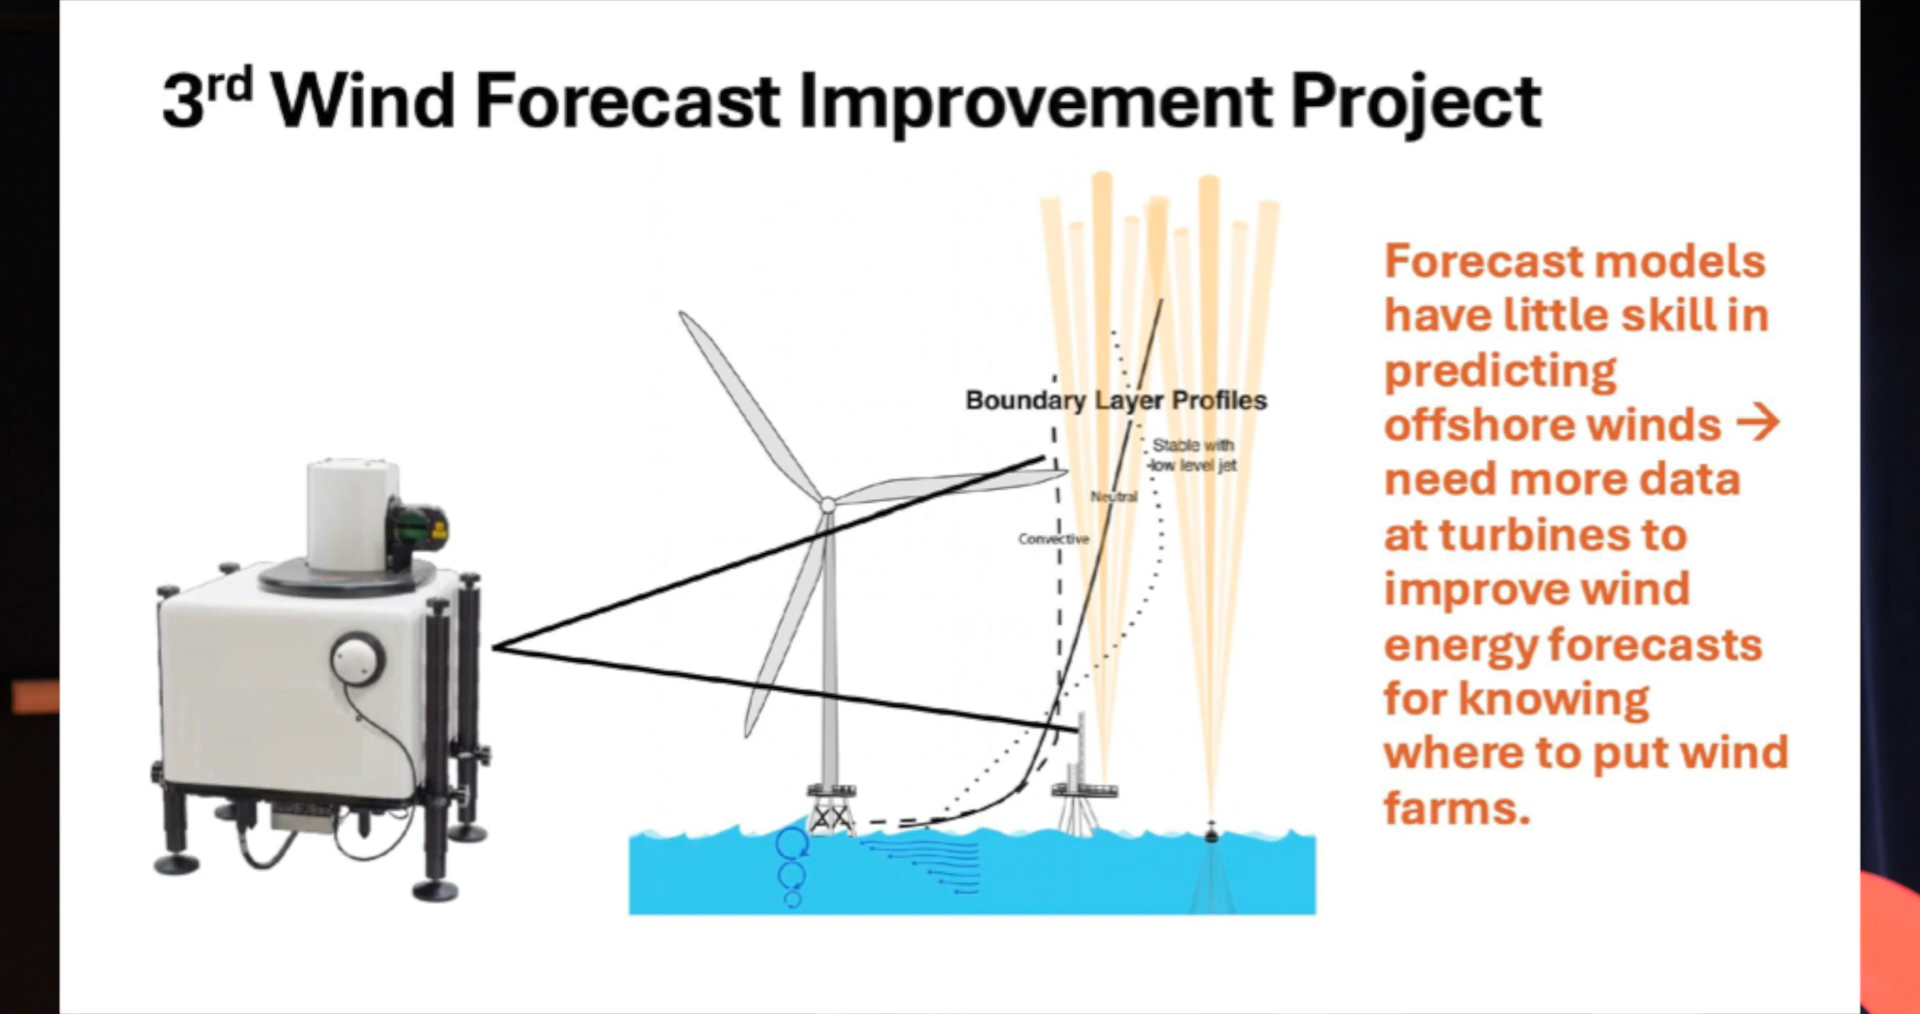 3rd Wind Forecast Improvement Project
Boundary Layer Profiles
Stable with
low level jet
Neutral
Convective
Forecast models
have little skill in
predicting
offshore winds →
need more data
at turbines to
improve wind
energy forecasts
for knowing
where to put wind
farms.